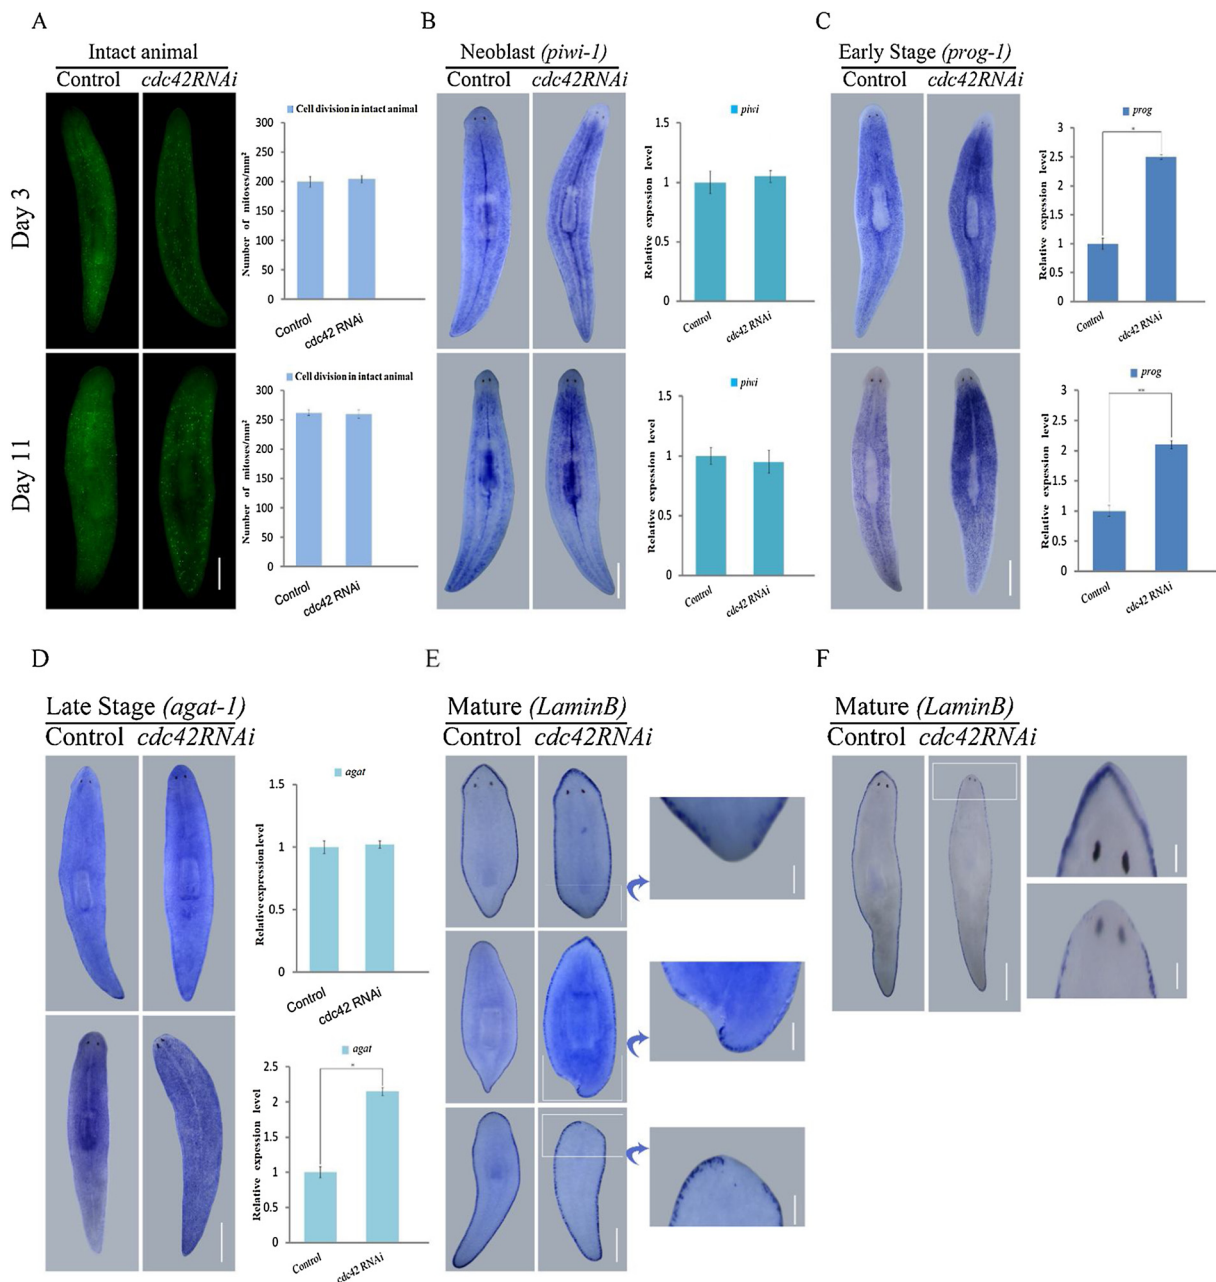 A
Intact animal
Control cdc42RNAi
Day 3
Cell division in intact animal
Number of mitoses/mm²
300
250
200
150
100
50
0
Control
cdc42 RNAi
Day 11
Cell division in intact animal
Number of mitoses/mm²
300
250
200
150
100
50
0
Control
cdc42 RNAi
B
Neoblast (piwi-1)
Control cdc42RNAi
piwi
Relative expession level
1.5
1
0.5
0
Control
cdc42 RNAi
piwi
Relative expession level
1.5
1
0.5
0
Control
cdc42 RNAi
C
Early Stage (prog-1)
Control cdc42RNAi
prog
Relative expession level
3
2.5
2
1.5
1
0.5
0
*
Control
cdc42 RNAi
prog
Relative expession level
3
2.5
2
1.5
1
0.5
0
**
Control
cdc42 RNAi
D
Late Stage (agat-1)
Control cdc42RNAi
agat
Relative expression level
1.5
1
0.5
0
Control
cdc42 RNAi
agat
Relative expession level
2.5
2
1.5
1
0.5
0
*
Control
cdc42 RNAi
E
Mature (LaminB)
Control cdc42RNAi
F
Mature (LaminB)
Control cdc42RNAi